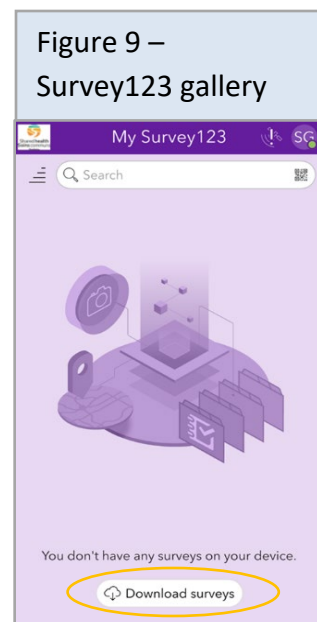 Figure 9 –
Survey123 gallery
My Survey123
SG
Search
You don't have any surveys on your device.
Download surveys